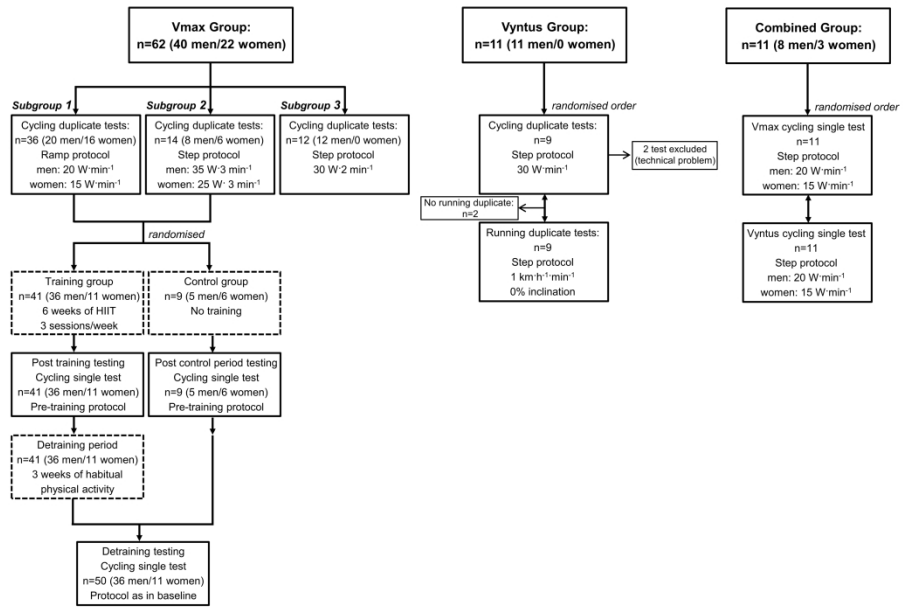 Vmax Group:
n=62 (40 men/22 women)
Subgroup 1
Subgroup 2
Subgroup 3
Cycling duplicate tests:
n=36 (20 men/16 women)
Ramp protocol
men: 20 W·min⁻¹
women: 15 W·min⁻¹
Cycling duplicate tests:
n=14 (8 men/6 women)
Step protocol
men: 35 W·3 min⁻¹
women: 25 W· 3 min⁻¹
Cycling duplicate tests:
n=12 (12 men/0 women)
Step protocol
30 W·2 min⁻¹
randomised
Training group
n=41 (36 men/11 women)
6 weeks of HIIT
3 sessions/week
Control group
n=9 (5 men/6 women)
No training
Post training testing
Cycling single test
n=41 (36 men/11 women)
Pre-training protocol
Post control period testing
Cycling single test
n=9 (5 men/6 women)
Pre-training protocol
Detraining period
n=41 (36 men/11 women)
3 weeks of habitual
physical activity
Detraining testing
Cycling single test
n=50 (36 men/11 women)
Protocol as in baseline
Vyntus Group:
n=11 (11 men/0 women)
randomised order
Cycling duplicate tests:
n=9
Step protocol
30 W·min⁻¹
2 test excluded
(technical problem)
No running duplicate:
n=2
Running duplicate tests:
n=9
Step protocol
1 km·h⁻¹·min⁻¹
0% inclination
Combined Group:
n=11 (8 men/3 women)
randomised order
Vmax cycling single test
n=11
Step protocol
men: 20 W·min⁻¹
women: 15 W·min⁻¹
Vyntus cycling single test
n=11
Step protocol
men: 20 W·min⁻¹
women: 15 W·min⁻¹